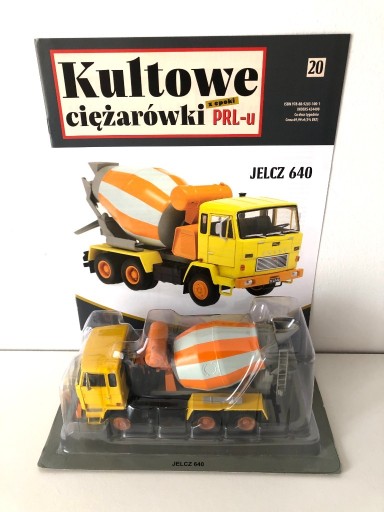 Kultowe
ciężarówki
z epoki
PRL-u
20
JELCZ 640
JELCZ 640